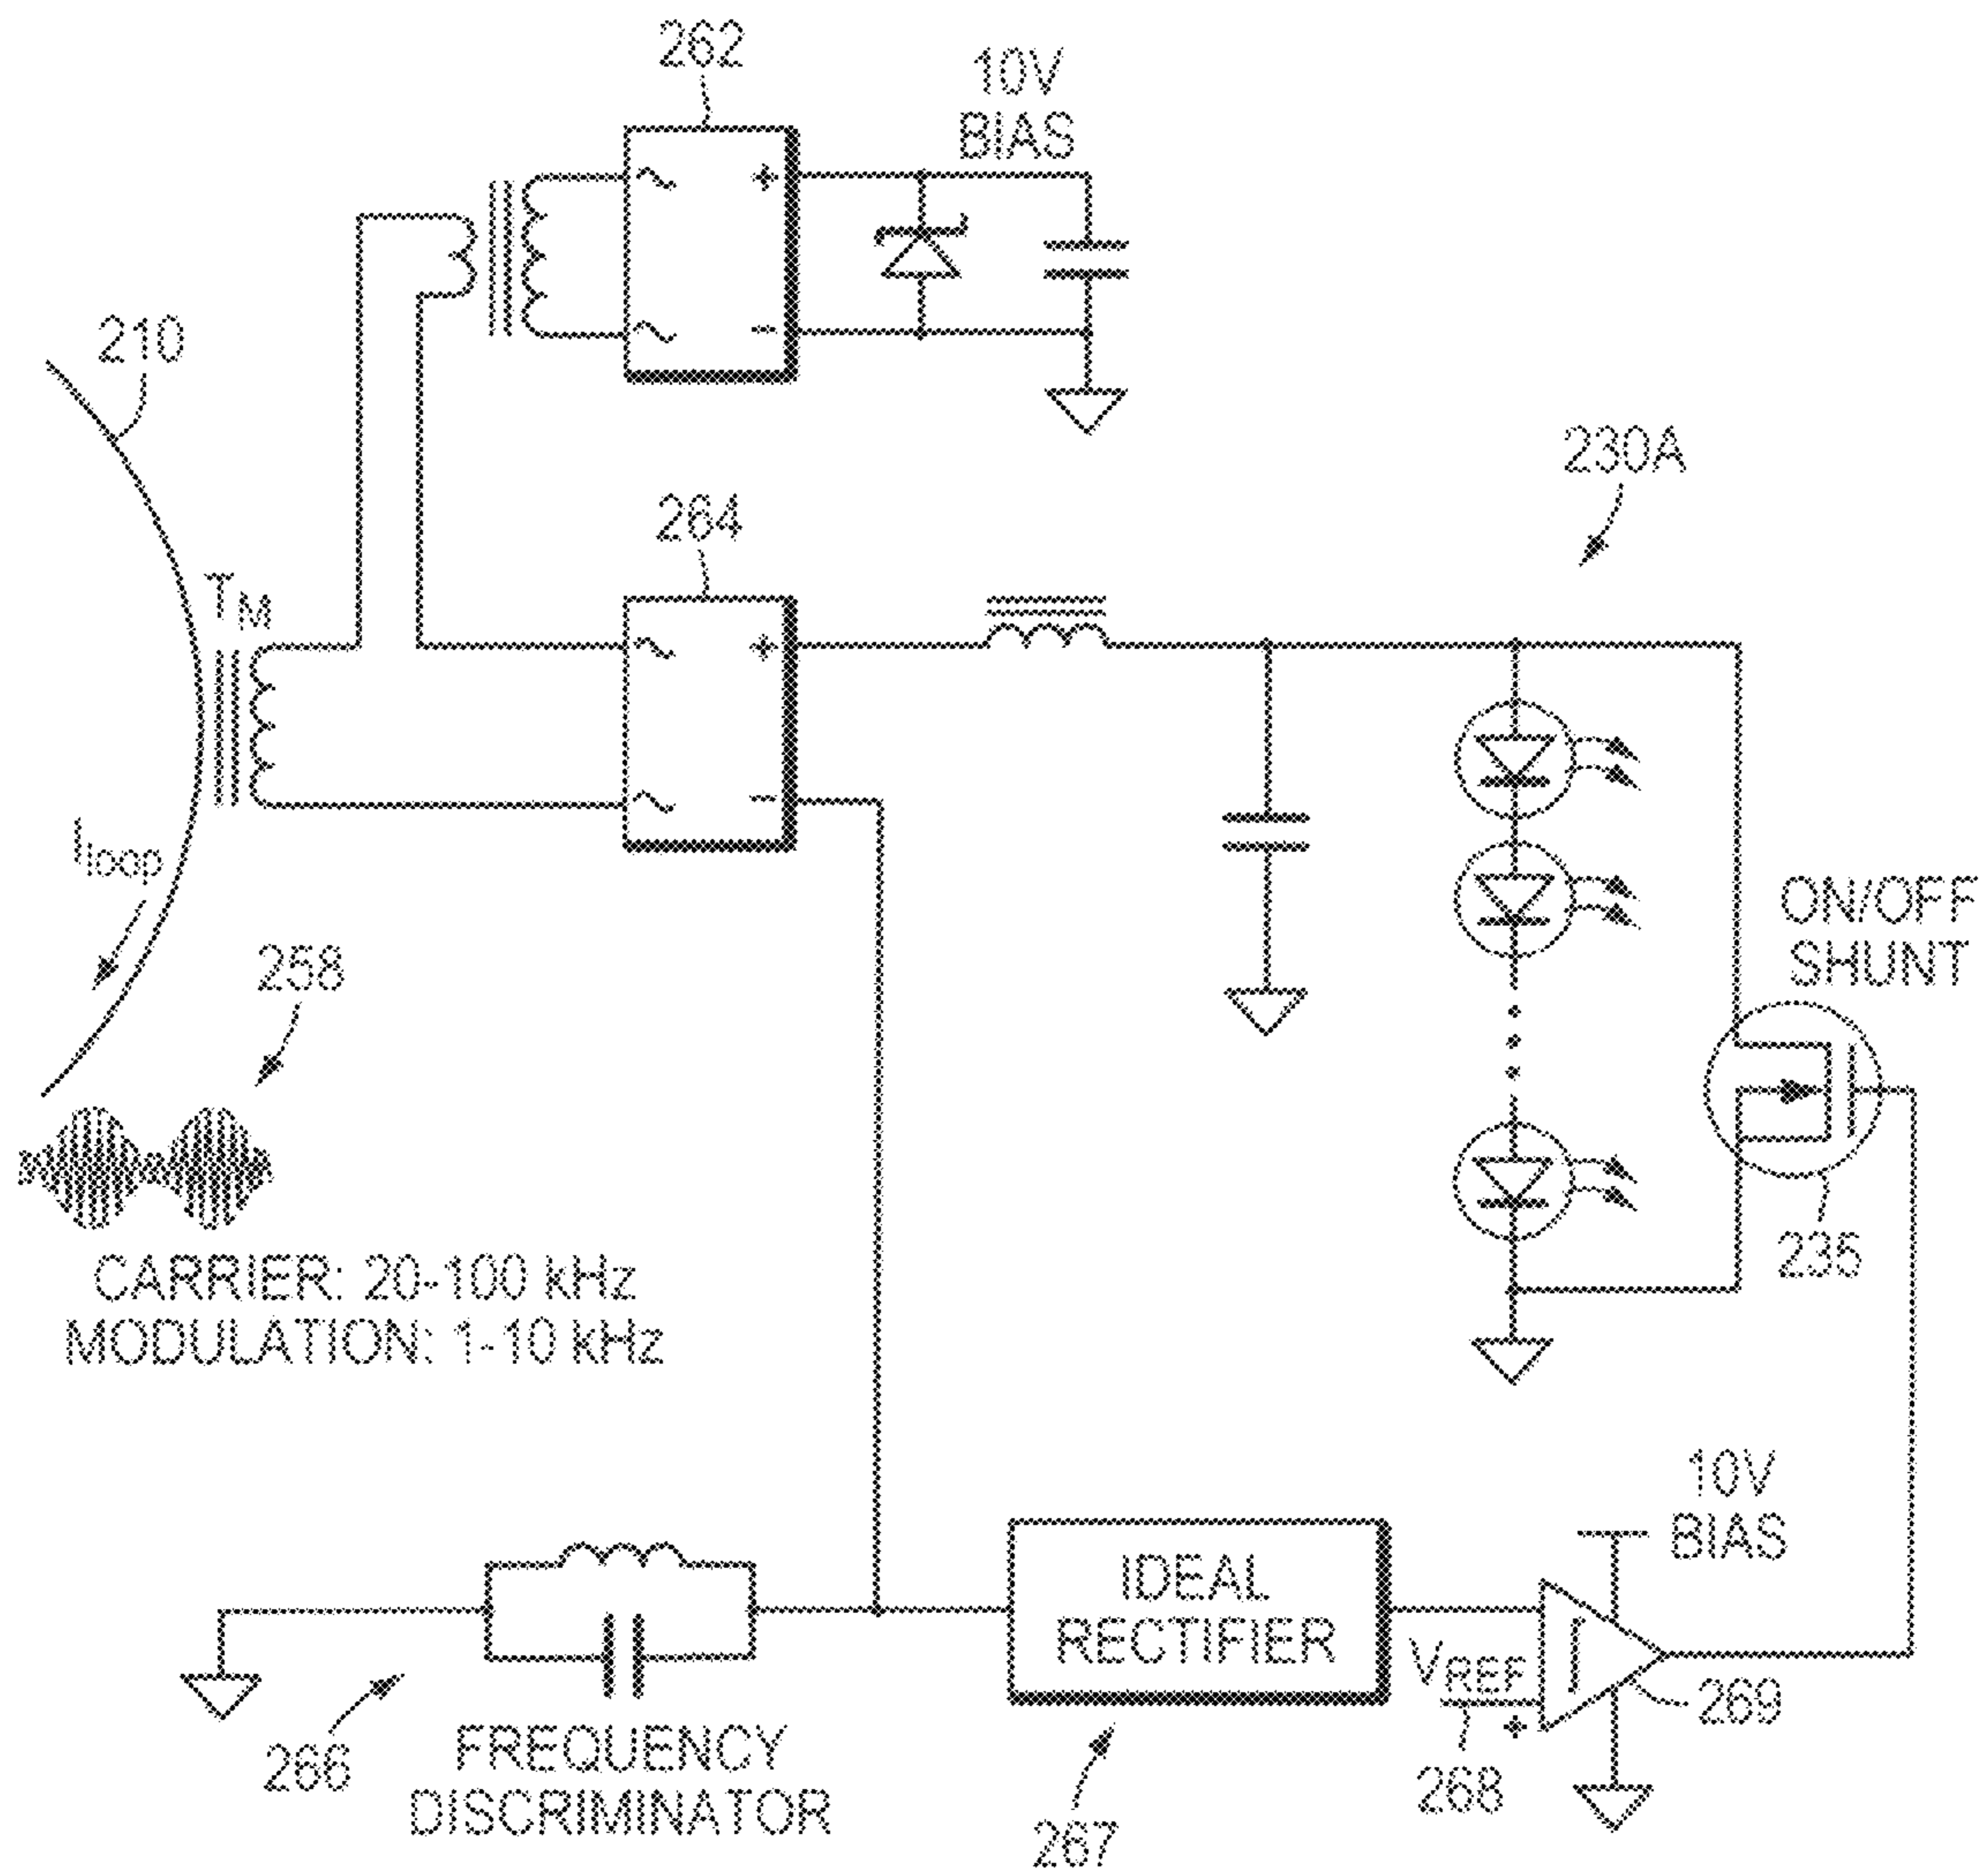 262
10V
BIAS
210
264
230A
TM
Iloop
258
ON/OFF
SHUNT
235
CARRIER: 20-100 kHz
MODULATION: 1-10 kHz
10V
BIAS
IDEAL
RECTIFIER
VREF
269
266
FREQUENCY
DISCRIMINATOR
268
267